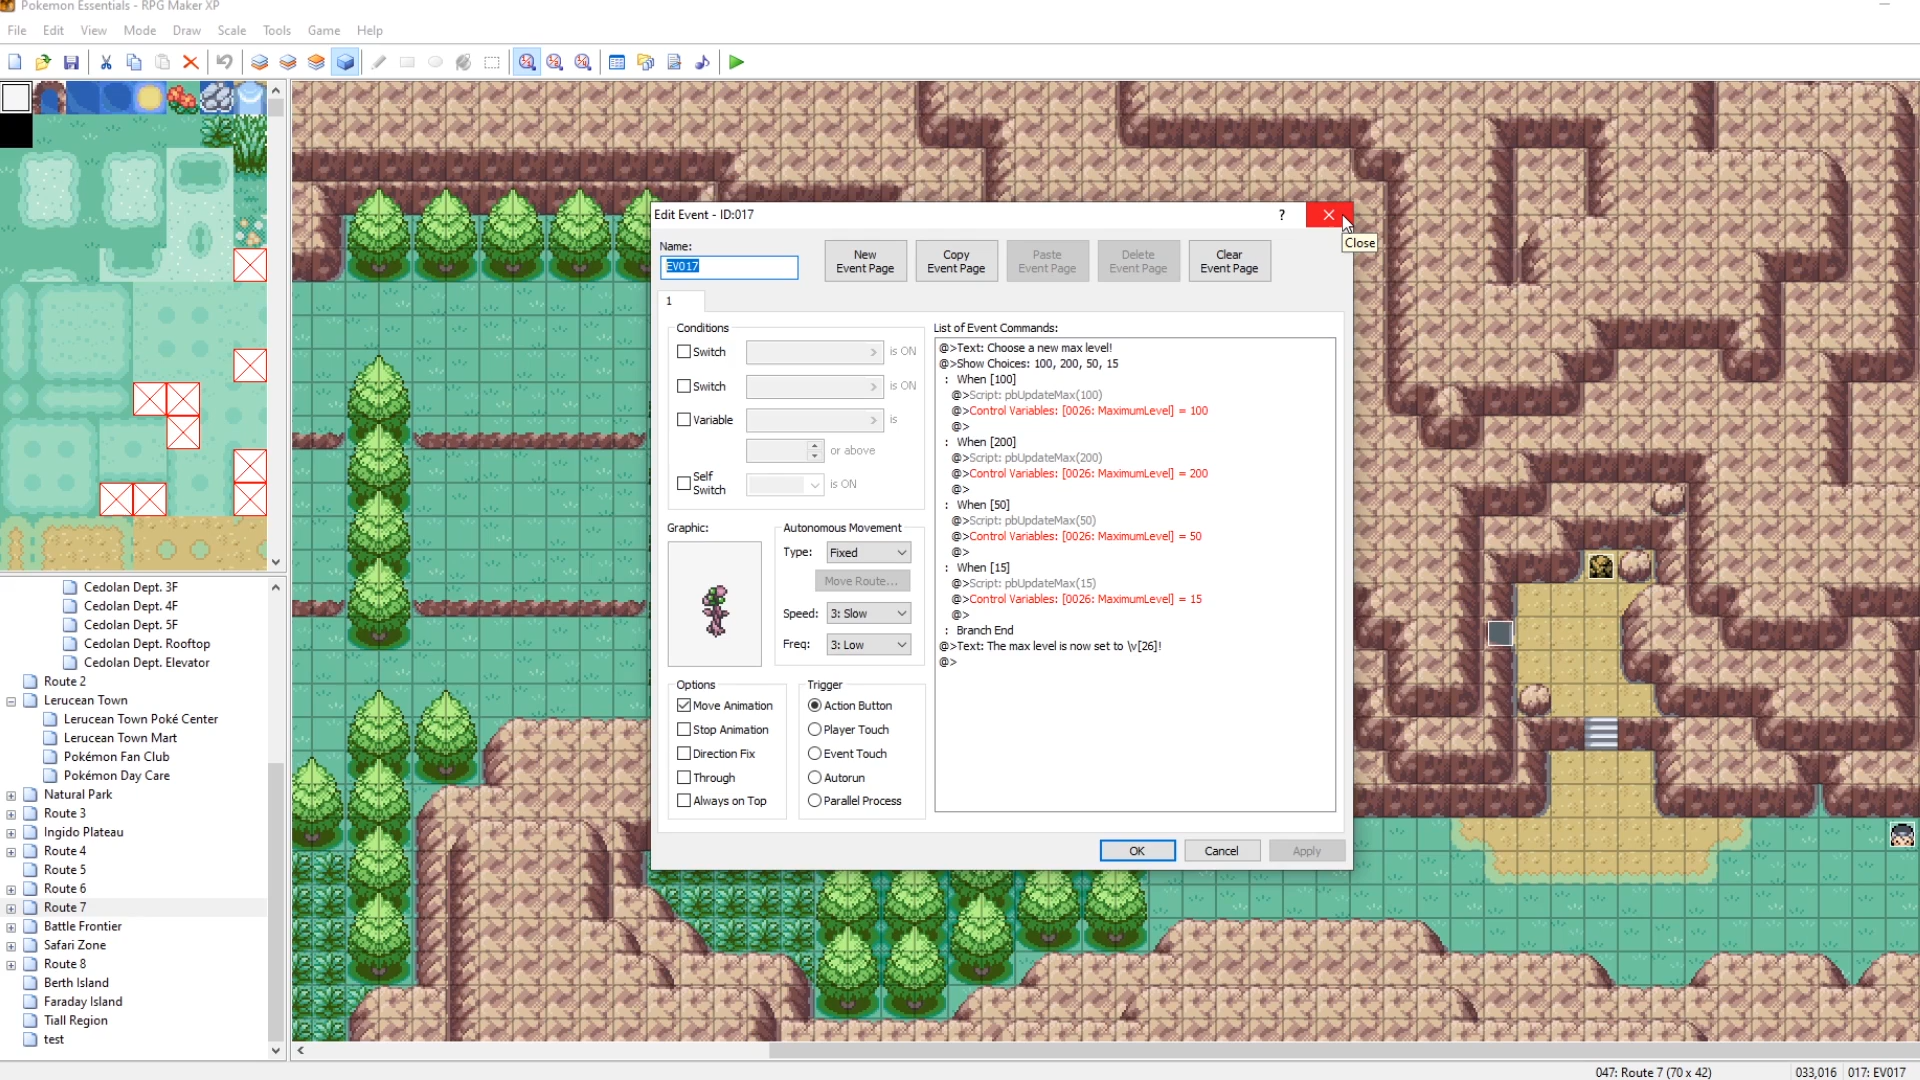 Pokemon Essentials - RPG Maker XP
File Edit View Mode Draw Scale Tools Game Help
Edit Event - ID:017
?
Close
Name:
EV017
New Event Page
Copy Event Page
Paste Event Page
Delete Event Page
Clear Event Page
1
Conditions
Switch is ON
Switch is ON
Variable is
or above
Self Switch is ON
Graphic:
Autonomous Movement
Type: Fixed
Move Route...
Speed: 3: Slow
Freq: 3: Low
Options
Move Animation
Stop Animation
Direction Fix
Through
Always on Top
Trigger
Action Button
Player Touch
Event Touch
Autorun
Parallel Process
List of Event Commands:
@>Text: Choose a new max level!
@>Show Choices: 100, 200, 50, 15
: When [100]
@>Script: pbUpdateMax(100)
@>Control Variables: [0026: MaximumLevel] = 100
@>
: When [200]
@>Script: pbUpdateMax(200)
@>Control Variables: [0026: MaximumLevel] = 200
@>
: When [50]
@>Script: pbUpdateMax(50)
@>Control Variables: [0026: MaximumLevel] = 50
@>
: When [15]
@>Script: pbUpdateMax(15)
@>Control Variables: [0026: MaximumLevel] = 15
@>
: Branch End
@>Text: The max level is now set to \v[26]!
@>
OK
Cancel
Apply
Cedolan Dept. 3F
Cedolan Dept. 4F
Cedolan Dept. 5F
Cedolan Dept. Rooftop
Cedolan Dept. Elevator
Route 2
Lerucean Town
Lerucean Town Poké Center
Lerucean Town Mart
Pokémon Fan Club
Pokémon Day Care
Natural Park
Route 3
Ingido Plateau
Route 4
Route 5
Route 6
Route 7
Battle Frontier
Safari Zone
Route 8
Berth Island
Faraday Island
Tiall Region
test
047: Route 7 (70 x 42)
033,016
017: EV017